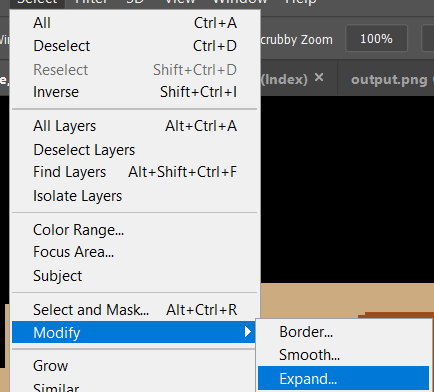 Select Filter 3D View Window
All Ctrl+A
Deselect Ctrl+D
Reselect Shift+Ctrl+D
Inverse Shift+Ctrl+I
All Layers Alt+Ctrl+A
Deselect Layers
Find Layers Alt+Shift+Ctrl+F
Isolate Layers
Color Range...
Focus Area...
Subject
Select and Mask... Alt+Ctrl+R
Modify
Grow
Similar
crubby Zoom 100%
(Index) × output.png
Border...
Smooth...
Expand...